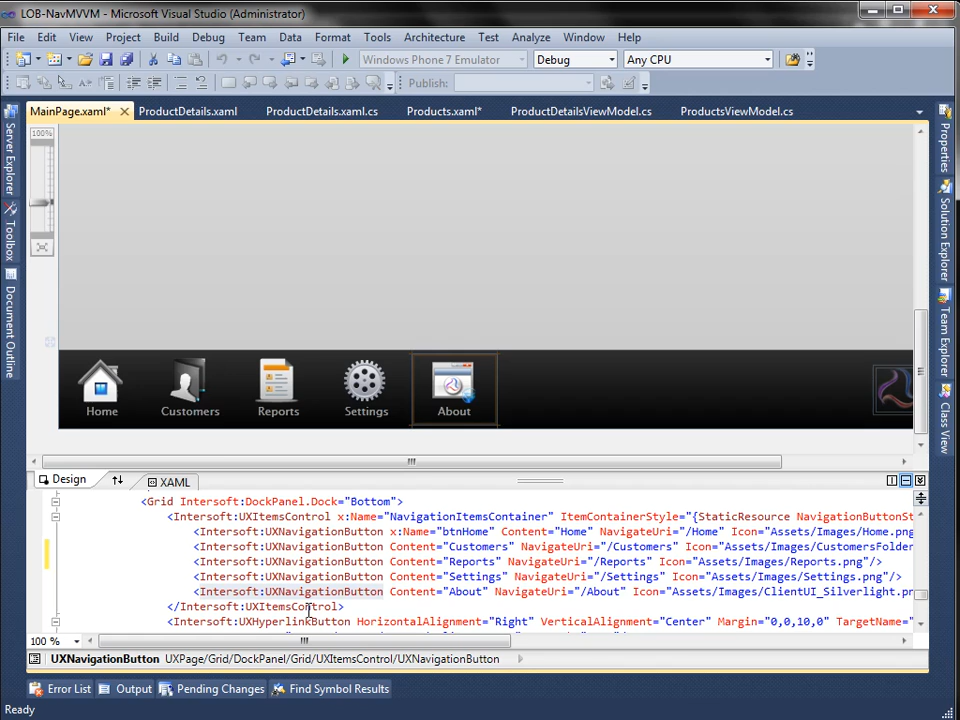 LOB-NavMVVM - Microsoft Visual Studio (Administrator)
File Edit View Project Build Debug Team Data Format Tools Architecture Test Analyze Window Help
Windows Phone 7 Emulator Debug Any CPU
Publish:
MainPage.xaml* ProductDetails.xaml ProductDetails.xaml.cs Products.xaml* ProductDetailsViewModel.cs ProductsViewModel.cs
100%
Server Explorer
Toolbox
Document Outline
Properties
Solution Explorer
Team Explorer
Class View
Home Customers Reports Settings About
Design XAML
<Grid Intersoft:DockPanel.Dock="Bottom">
<Intersoft:UXItemsControl x:Name="NavigationItemsContainer" ItemContainerStyle="{StaticResource NavigationButtonSt
<Intersoft:UXNavigationButton x:Name="btnHome" Content="Home" NavigateUri="/Home" Icon="Assets/Images/Home.png
<Intersoft:UXNavigationButton Content="Customers" NavigateUri="/Customers" Icon="Assets/Images/CustomersFolder
<Intersoft:UXNavigationButton Content="Reports" NavigateUri="/Reports" Icon="Assets/Images/Reports.png"/>
<Intersoft:UXNavigationButton Content="Settings" NavigateUri="/Settings" Icon="Assets/Images/Settings.png"/>
<Intersoft:UXNavigationButton Content="About" NavigateUri="/About" Icon="Assets/Images/ClientUI_Silverlight.pn
</Intersoft:UXItemsControl>
<Intersoft:UXHyperlinkButton HorizontalAlignment="Right" VerticalAlignment="Center" Margin="0,0,10,0" TargetName=
100 %
UXNavigationButton UXPage/Grid/DockPanel/Grid/UXItemsControl/UXNavigationButton
Error List Output Pending Changes Find Symbol Results
Ready